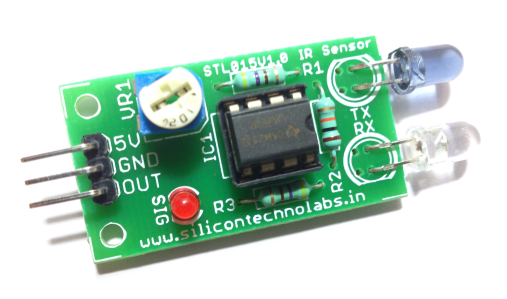 STL015V1.0 IR Sensor
R1
VR1
5V
GND
OUT
IC1
TX
RX
R2
R3
SIG
www.silicontechnolabs.in